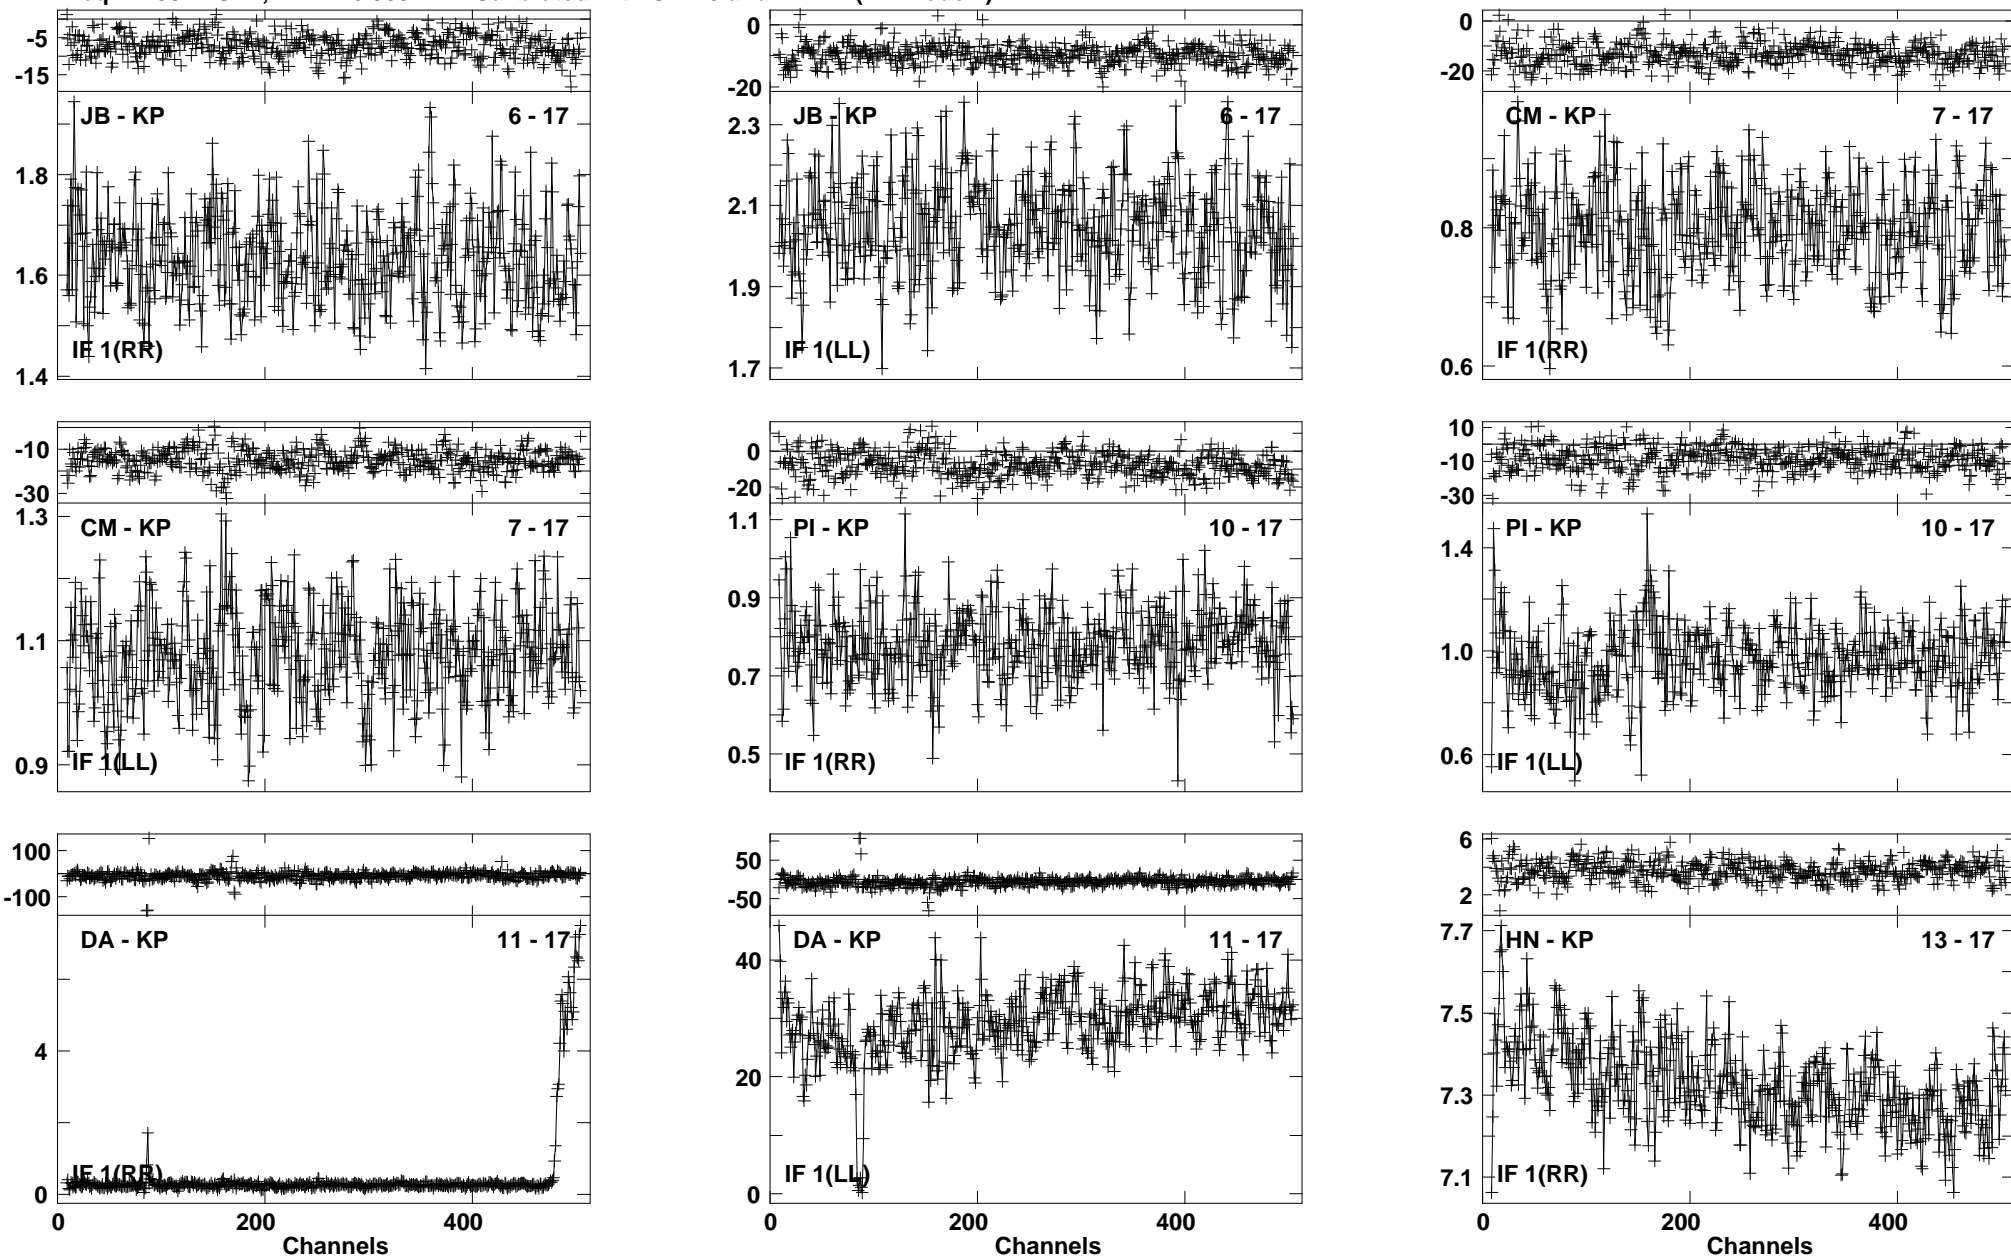 -5
-15
JB - KP 6 - 17
1.8
1.6
IF 1(RR)
1.4
0
-20
2.3
JB - KP 6 - 17
2.1
1.9
IF 1(LL)
1.7
0
-20
CM - KP 7 - 17
0.8
IF 1(RR)
0.6
-10
-30
1.3
CM - KP 7 - 17
1.1
0.9
IF 1(LL)
0
-20
1.1
PI - KP 10 - 17
0.9
0.7
0.5
IF 1(RR)
10
-10
-30
PI - KP 10 - 17
1.4
1.0
0.6
IF 1(LL)
100
-100
DA - KP 11 - 17
4
IF 1(RR)
0
0 200 400
Channels
50
-50
DA - KP 11 - 17
40
20
IF 1(LL)
0
0 200 400
Channels
6
2
7.7
HN - KP 13 - 17
7.5
7.3
7.1
IF 1(RR)
0 200 400
Channels